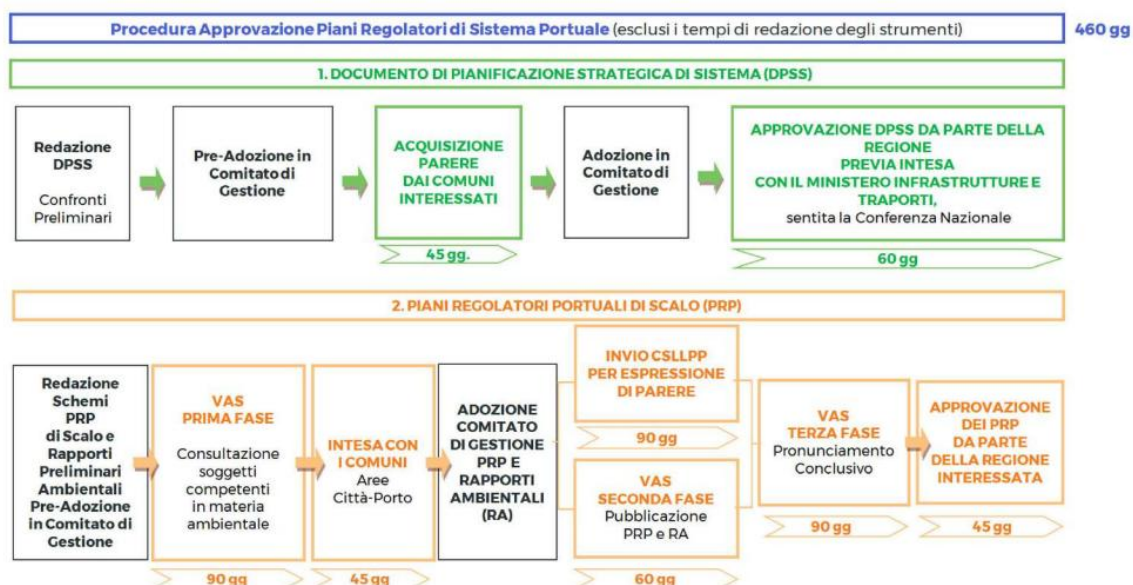 Procedura Approvazione Piani Regolatori di Sistema Portuale (esclusi i tempi di redazione degli strumenti)
460 gg
1. DOCUMENTO DI PIANIFICAZIONE STRATEGICA DI SISTEMA (DPSS)
Redazione
DPSS
Confronti
Preliminari
Pre-Adozione in
Comitato di
Gestione
ACQUISIZIONE
PARERE
DAI COMUNI
INTERESSATI
45 gg.
Adozione in
Comitato di
Gestione
APPROVAZIONE DPSS DA PARTE DELLA
REGIONE
PREVIA INTESA
CON IL MINISTERO INFRASTRUTTURE E
TRAPORTI,
sentita la Conferenza Nazionale
60 gg
2. PIANI REGOLATORI PORTUALI DI SCALO (PRP)
Redazione
Schemi
PRP
di Scalo e
Rapporti
Preliminari
Ambientali
Pre-Adozione
in Comitato di
Gestione
VAS
PRIMA FASE
Consultazione
soggetti
competenti
in materia
ambientale
90 gg
INTESA CON
I COMUNI
Aree
Città-Porto
45 gg
ADOZIONE
COMITATO
DI GESTIONE
PRP E
RAPPORTI
AMBIENTALI
(RA)
INVIO CSLLPP
PER ESPRESSIONE
DI PARERE
90 gg
VAS
SECONDA FASE
Pubblicazione
PRP e RA
60 gg
VAS
TERZA FASE
Pronunciamento
Conclusivo
90 gg
APPROVAZIONE
DEI PRP
DA PARTE
DELLA REGIONE
INTERESSATA
45 gg